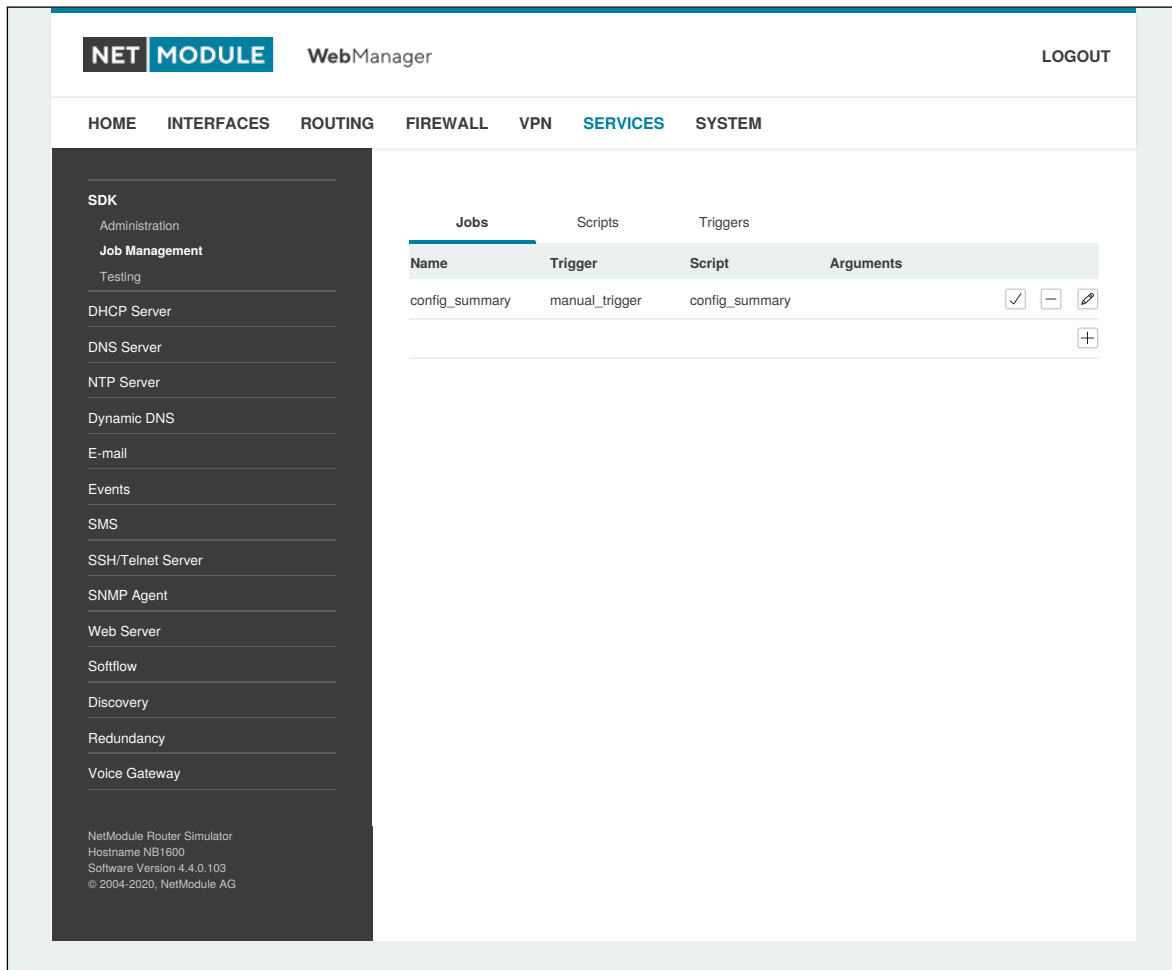 NET MODULE WebManager LOGOUT
HOME INTERFACES ROUTING FIREWALL VPN SERVICES SYSTEM
SDK
Administration
Job Management
Testing
DHCP Server
DNS Server
NTP Server
Dynamic DNS
E-mail
Events
SMS
SSH/Telnet Server
SNMP Agent
Web Server
Softflow
Discovery
Redundancy
Voice Gateway
NetModule Router Simulator
Hostname NB1600
Software Version 4.4.0.103
© 2004-2020, NetModule AG
Jobs Scripts Triggers
Name Trigger Script Arguments
config_summary manual_trigger config_summary